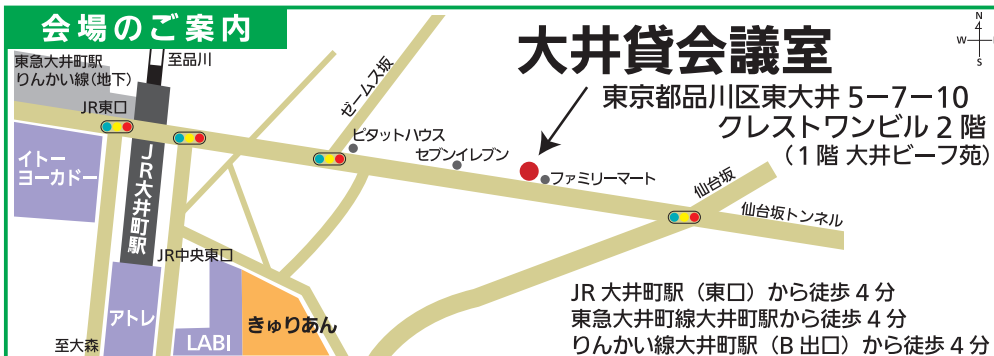 会場のご案内
N
W
S
大井貸会議室
東京都品川区東大井 5−7−10
クレストワンビル 2 階
（1階 大井ビーフ苑）
至品川
東急大井町駅
りんかい線（地下）
JR東口
ゼームス坂
ピタットハウス
セブンイレブン
ファミリーマート
仙台坂
仙台坂トンネル
イトー
ヨーカドー
JR大井町駅
JR中央東口
アトレ
LABI
きゅりあん
至大森
JR 大井町駅（東口）から徒歩 4 分
東急大井町線大井町駅から徒歩 4 分
りんかい線大井町駅（B 出口）から徒歩 4 分